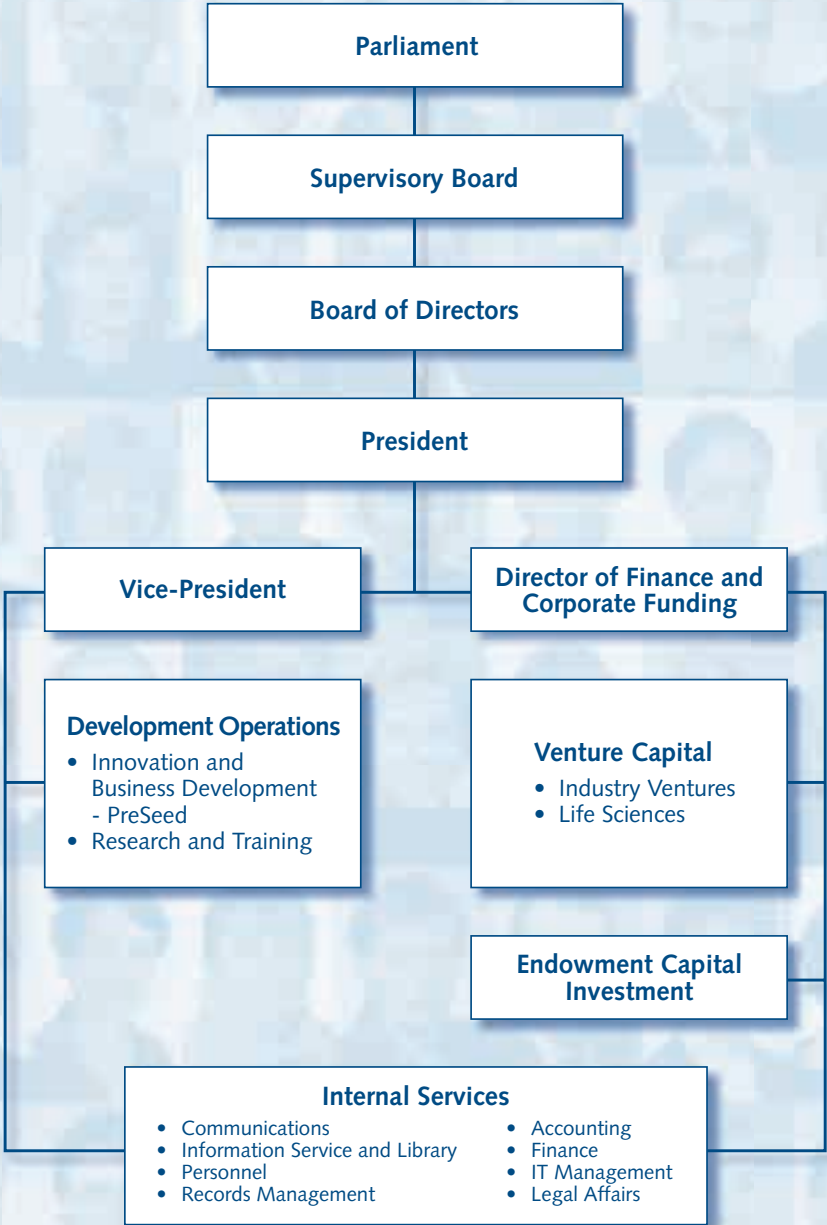 Parliament
Supervisory Board
Board of Directors
President
Vice-President
Director of Finance and
Corporate Funding
Development Operations
• Innovation and
Business Development
- PreSeed
• Research and Training
Venture Capital
• Industry Ventures
• Life Sciences
Endowment Capital
Investment
Internal Services
• Communications
• Information Service and Library
• Personnel
• Records Management
• Accounting
• Finance
• IT Management
• Legal Affairs